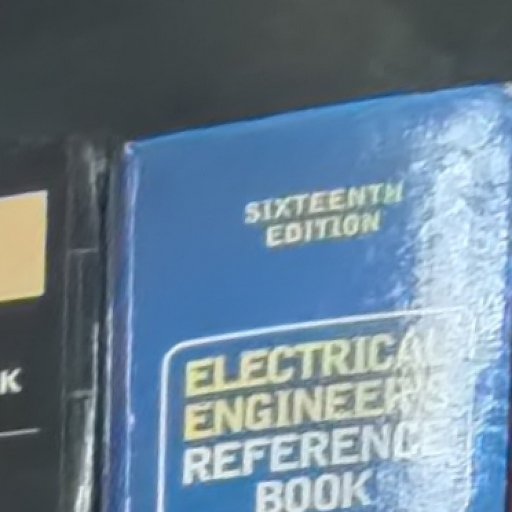 SIXTEENTH
EDITION
ELECTRICAL
ENGINEER'S
REFERENCE
BOOK
K